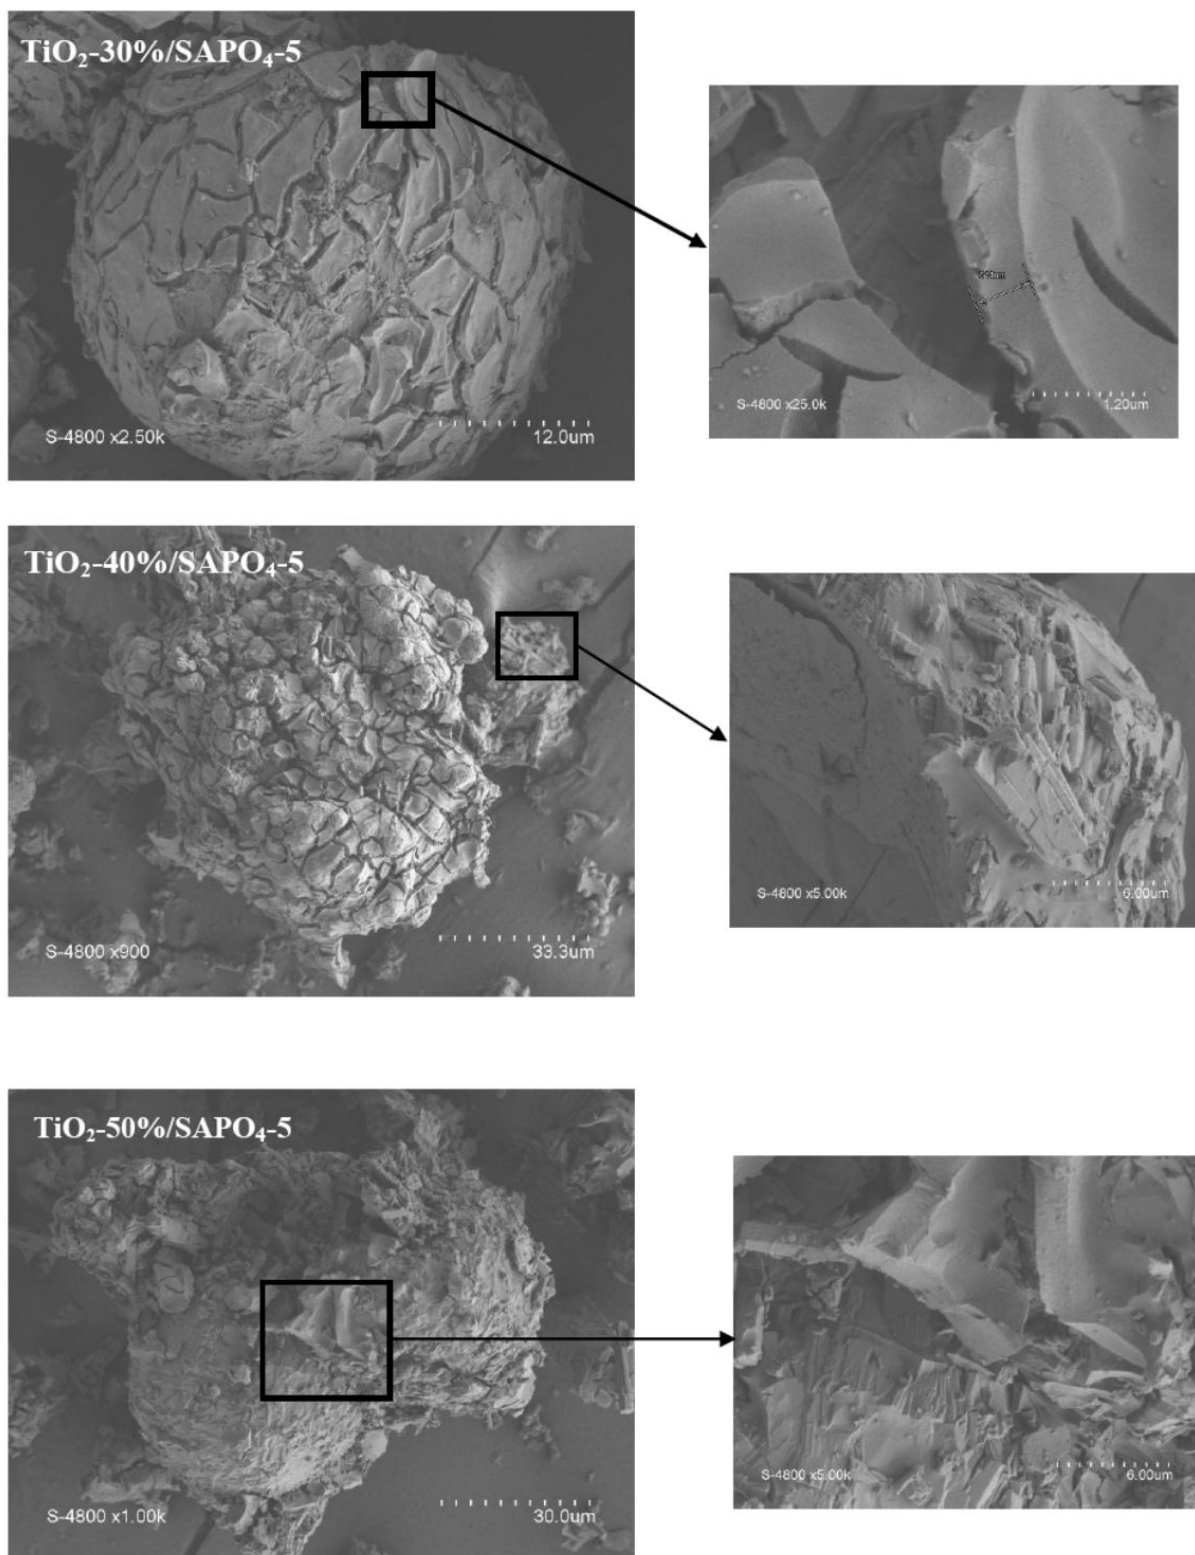 TiO₂-30%/SAPO₄-5
S-4800 x2.50k 12.0um
S-4800 x25.0k 1.20um
TiO₂-40%/SAPO₄-5
S-4800 x900 33.3um
S-4800 x5.00k 6.00um
TiO₂-50%/SAPO₄-5
S-4800 x1.00k 30.0um
S-4800 x5.00k 6.00um